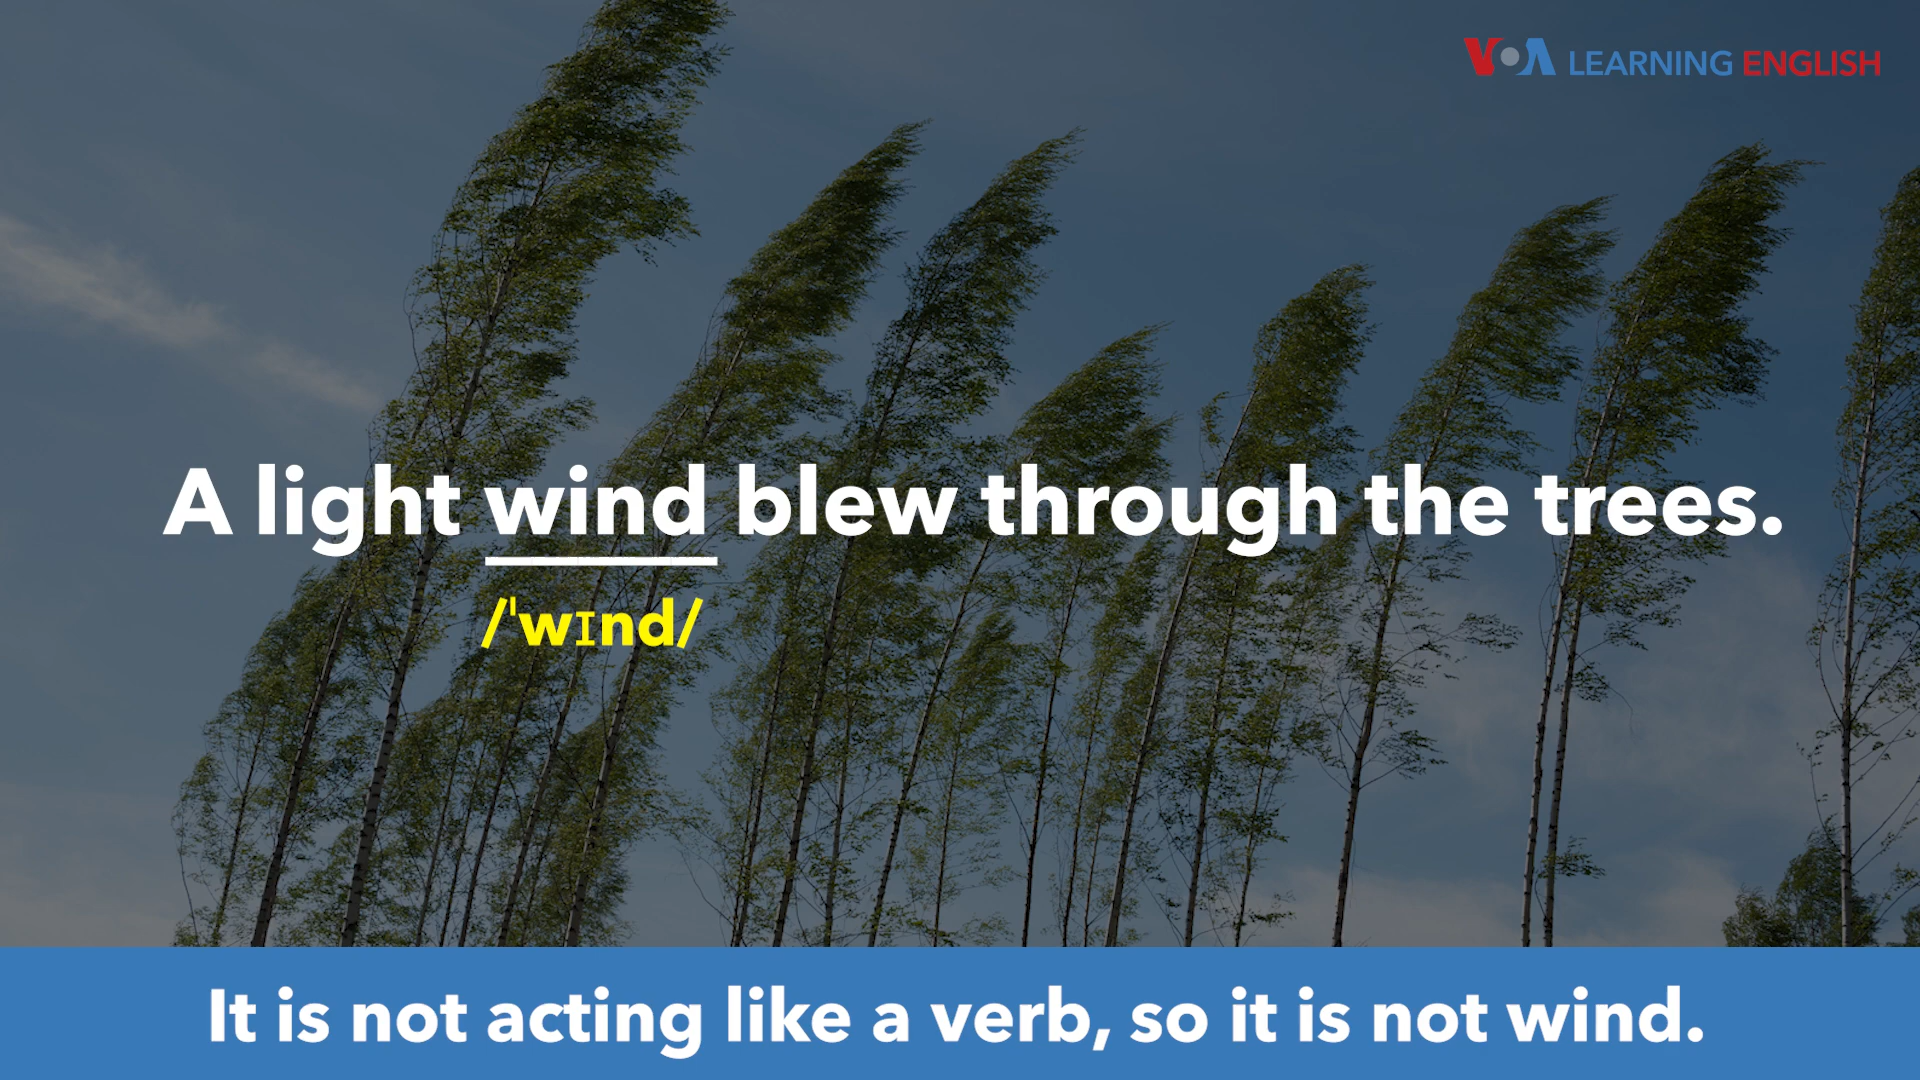 VOA LEARNING ENGLISH
A light wind blew through the trees.
/ˈwɪnd/
It is not acting like a verb, so it is not wind.